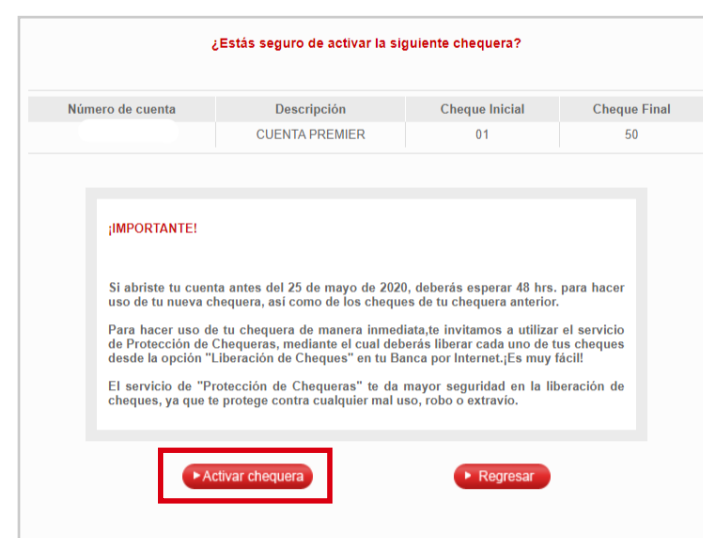 ¿Estás seguro de activar la siguiente chequera?
Número de cuenta Descripción Cheque Inicial Cheque Final
CUENTA PREMIER 01 50
¡IMPORTANTE!
Si abriste tu cuenta antes del 25 de mayo de 2020, deberás esperar 48 hrs. para hacer
uso de tu nueva chequera, así como de los cheques de tu chequera anterior.
Para hacer uso de tu chequera de manera inmediata,te invitamos a utilizar el servicio
de Protección de Chequeras, mediante el cual deberás liberar cada uno de tus cheques
desde la opción "Liberación de Cheques" en tu Banca por Internet.¡Es muy fácil!
El servicio de "Protección de Chequeras" te da mayor seguridad en la liberación de
cheques, ya que te protege contra cualquier mal uso, robo o extravío.
Activar chequera Regresar